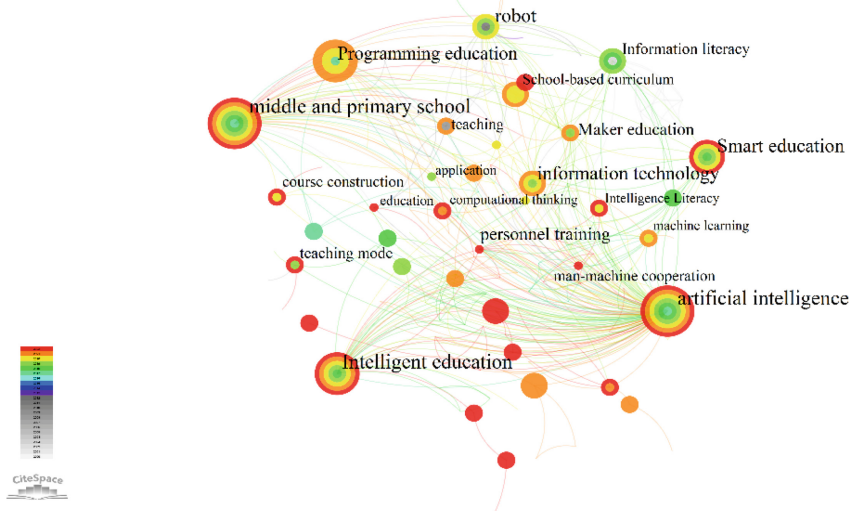 robot
Programming education
Information literacy
School-based curriculum
middle and primary school
teaching
Maker education
Smart education
application
information technology
course construction
education
computational thinking
Intelligence Literacy
machine learning
personnel training
teaching mode
man-machine cooperation
artificial intelligence
Intelligent education
CiteSpace